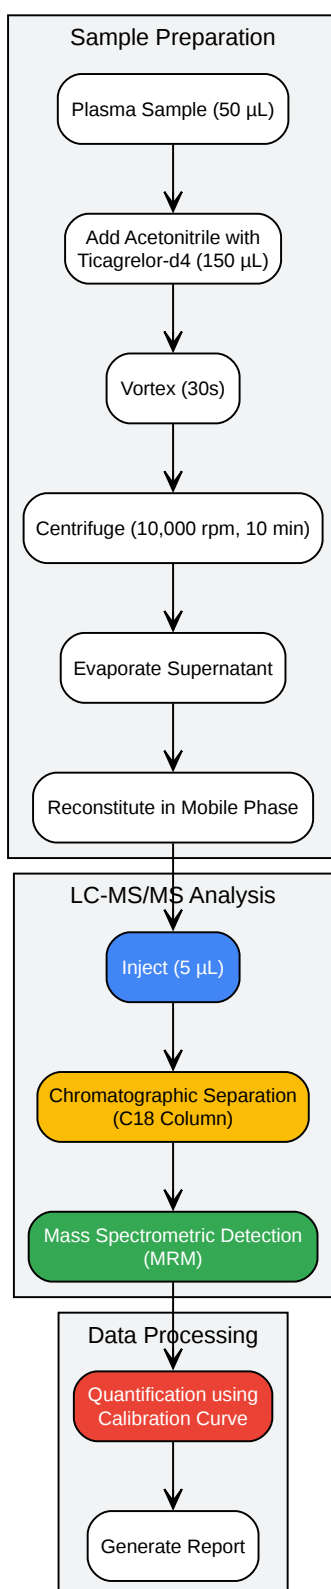 Sample Preparation
Plasma Sample (50 µL)
Add Acetonitrile with
Ticagrelor-d4 (150 µL)
Vortex (30s)
Centrifuge (10,000 rpm, 10 min)
Evaporate Supernatant
Reconstitute in Mobile Phase
LC-MS/MS Analysis
Inject (5 µL)
Chromatographic Separation
(C18 Column)
Mass Spectrometric Detection
(MRM)
Data Processing
Quantification using
Calibration Curve
Generate Report